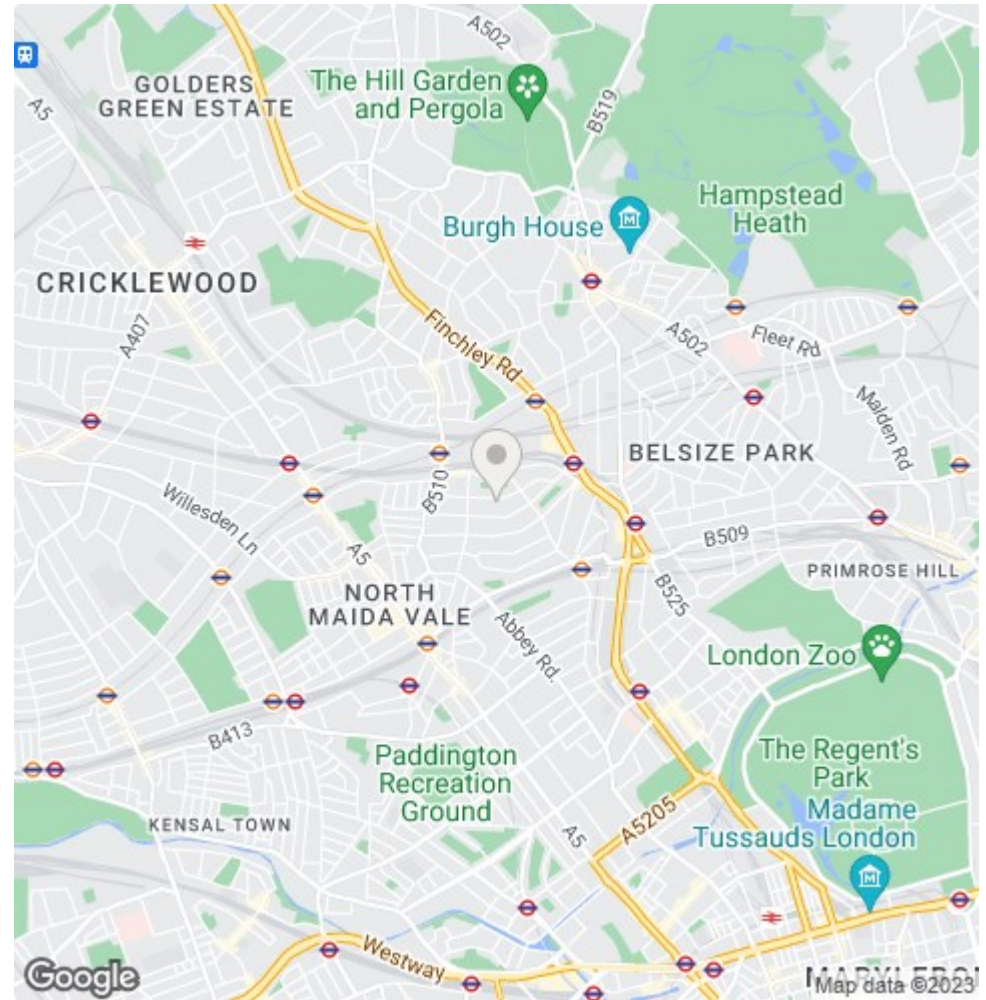 A502
GOLDERS
GREEN ESTATE
The Hill Garden
and Pergola
A5
B519
Hampstead
Heath
Burgh House
CRICKLEWOOD
A407
Finchley Rd
A502
Fleet Rd
Malden Rd
BELSIZE PARK
B510
Willesden Ln
A5
B509
PRIMROSE HILL
B525
NORTH
MAIDA VALE
Abbey Rd.
London Zoo
B413
Paddington
Recreation
Ground
The Regent's
Park
Madame
Tussauds London
KENSAL TOWN
A5
A5205
Westway
Google
Map data ©2023